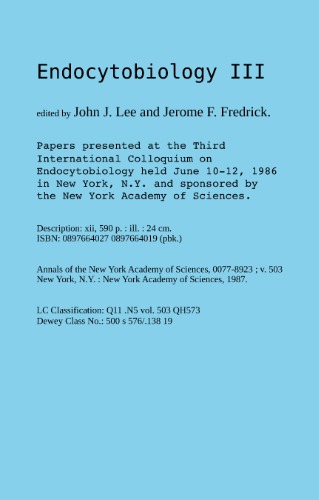 Endocytobiology III
edited by John J. Lee and Jerome F. Fredrick.
Papers presented at the Third
International Colloquium on
Endocytobiology held June 10-12, 1986
in New York, N.Y. and sponsored by
the New York Academy of Sciences.
Description: xii, 590 p. : ill. : 24 cm.
ISBN: 0897664027 0897664019 (pbk.)
Annals of the New York Academy of Sciences, 0077-8923 ; v. 503
New York, N.Y. : New York Academy of Sciences, 1987.
LC Classification: Q11 .N5 vol. 503 QH573
Dewey Class No.: 500 s 576/.138 19